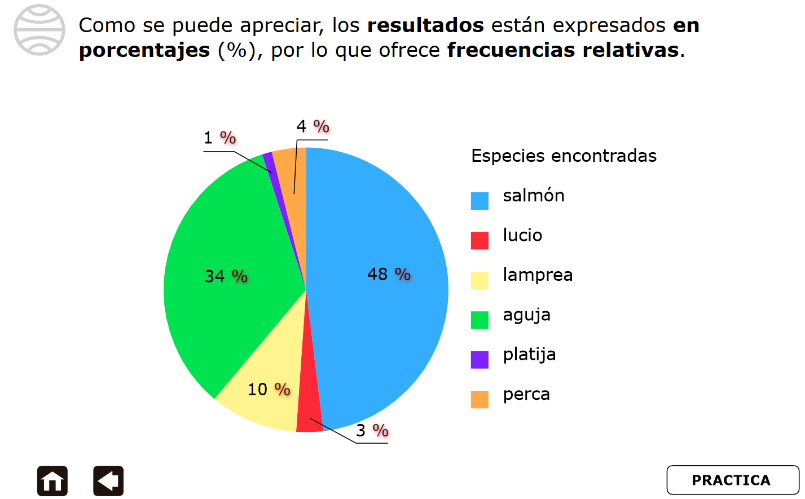 Como se puede apreciar, los resultados están expresados en
porcentajes (%), por lo que ofrece frecuencias relativas.
4 %
1 %
Especies encontradas
salmón
lucio
lamprea
aguja
platija
perca
34 %
48 %
10 %
3 %
PRACTICA